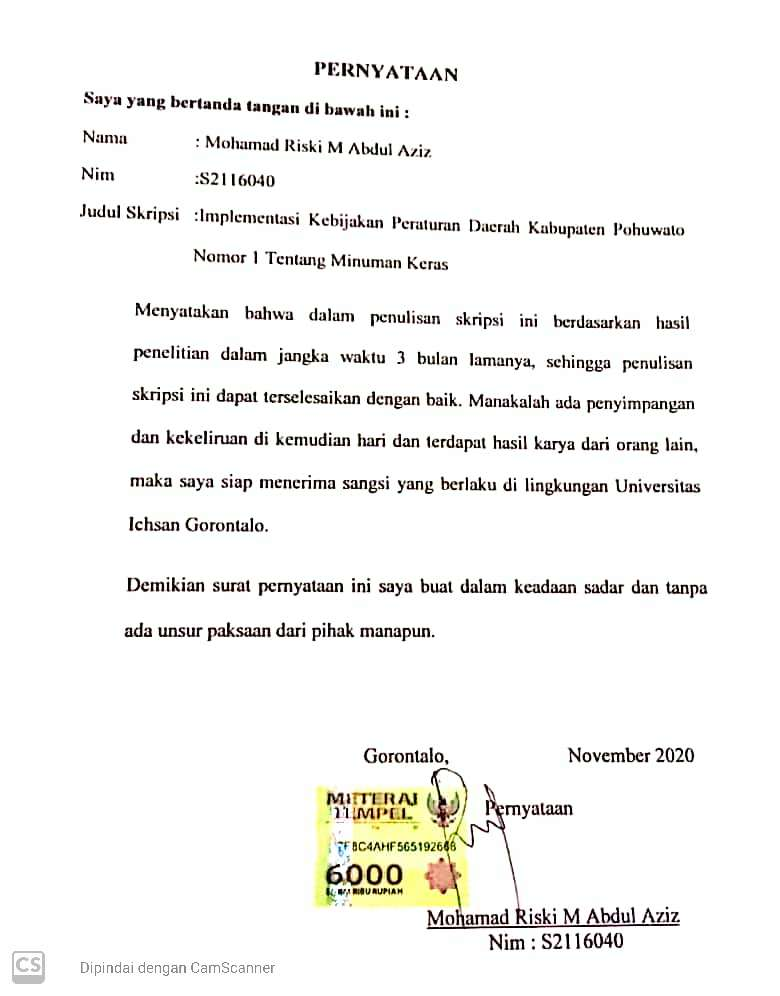 PERNYATAAN
Saya yang bertanda tangan di bawah ini :
Nama : Mohamad Riski M Abdul Aziz
Nim :S2116040
Judul Skripsi :Implementasi Kebijakan Peraturan Daerah Kabupaten Pohuwato
Nomor 1 Tentang Minuman Keras
Menyatakan bahwa dalam penulisan skripsi ini berdasarkan hasil
penelitian dalam jangka waktu 3 bulan lamanya, sehingga penulisan
skripsi ini dapat terselesaikan dengan baik. Manakalah ada penyimpangan
dan kekeliruan di kemudian hari dan terdapat hasil karya dari orang lain,
maka saya siap menerima sangsi yang berlaku di lingkungan Universitas
Ichsan Gorontalo.
Demikian surat pernyataan ini saya buat dalam keadaan sadar dan tanpa
ada unsur paksaan dari pihak manapun.
Gorontalo, November 2020
METERAI
TEMPEL
Pernyataan
6000
RIBU RUPIAH
Mohamad Riski M Abdul Aziz
Nim : S2116040
CS Dipindai dengan CamScanner